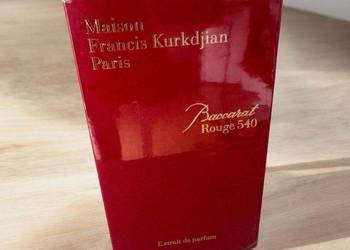 Maison
Francis Kurkdjian
Paris
Baccarat
Rouge 540
Extrait de parfum